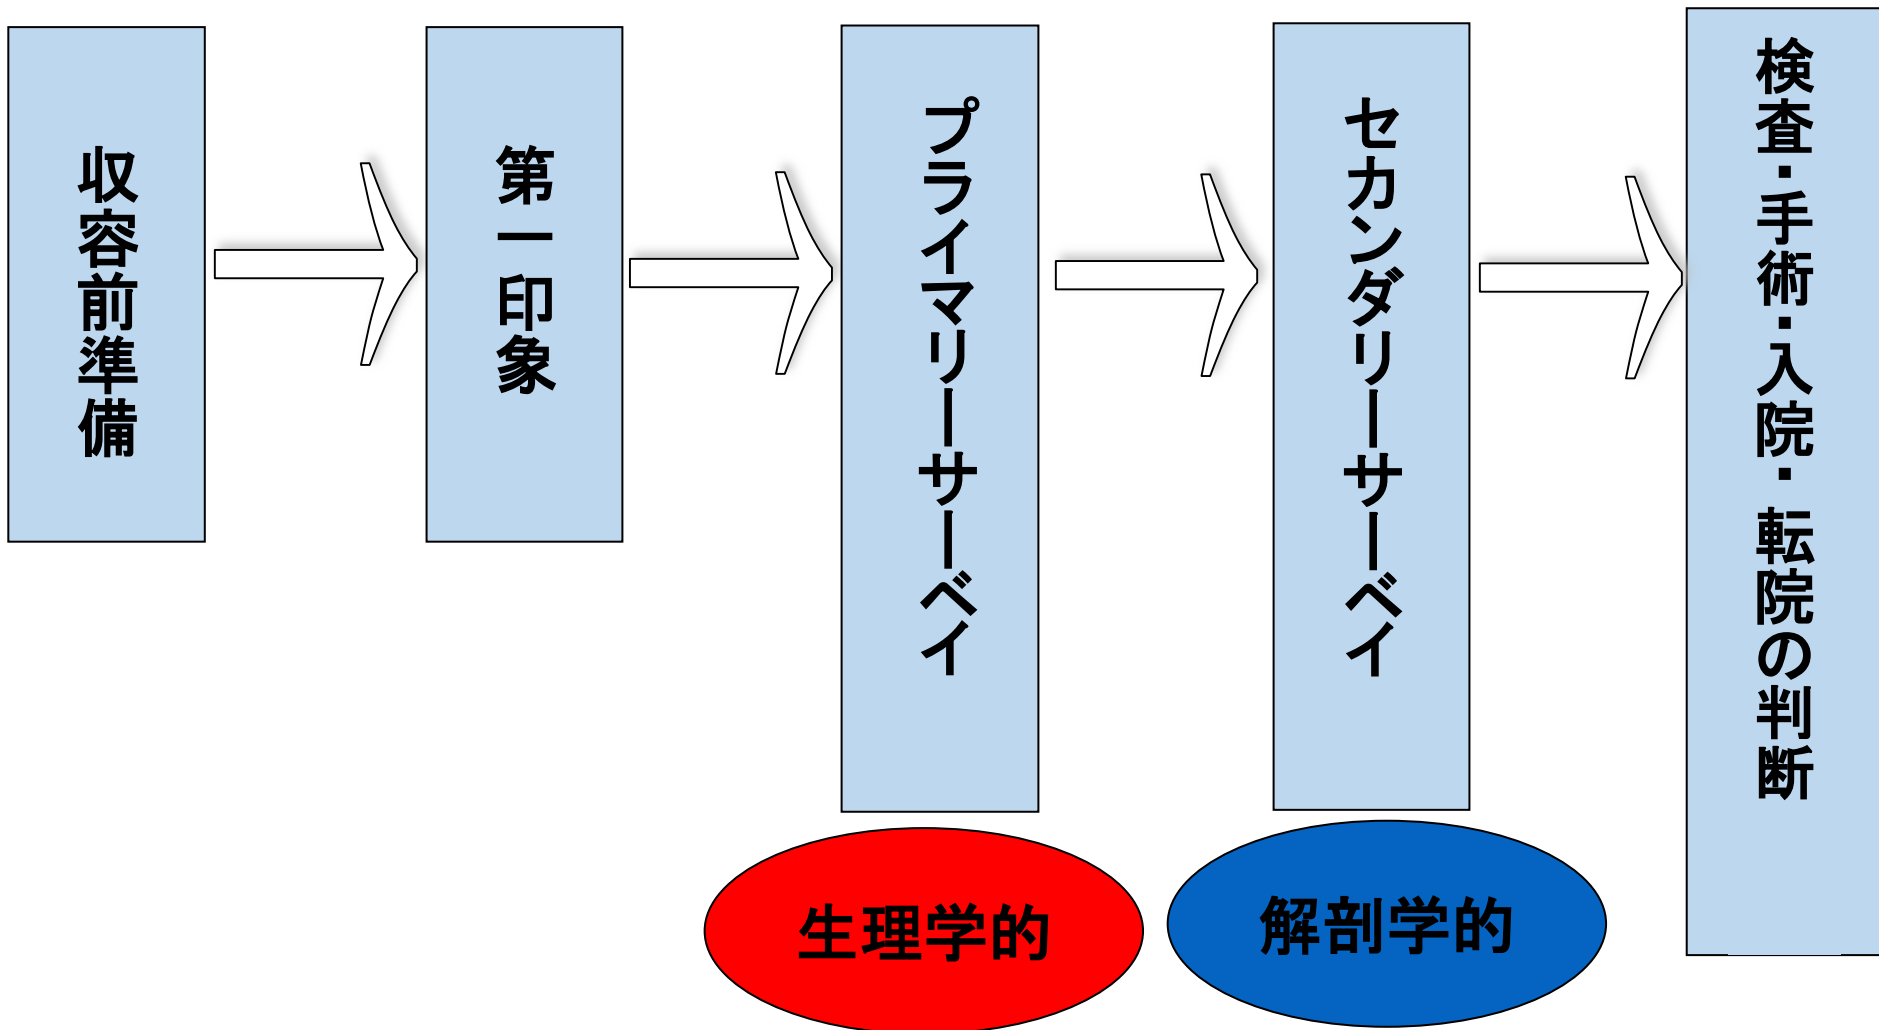 収容前準備
第一印象
プライマリーサーベイ
セカンダリーサーベイ
検査・手術・入院・転院の判断
生理学的
解剖学的